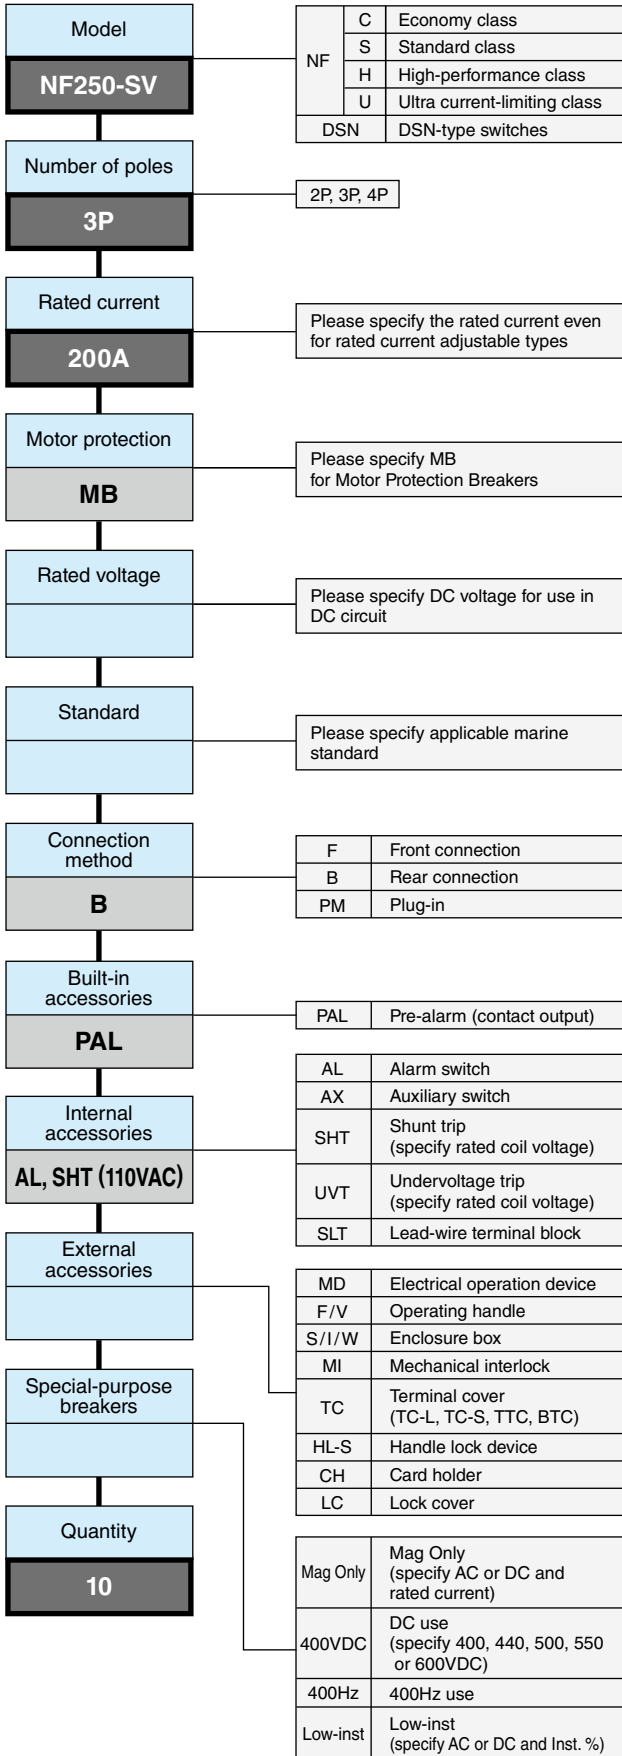 Model
NF250-SV
NF
C Economy class
S Standard class
H High-performance class
U Ultra current-limiting class
DSN DSN-type switches
Number of poles
3P
2P, 3P, 4P
Rated current
200A
Please specify the rated current even
for rated current adjustable types
Motor protection
MB
Please specify MB
for Motor Protection Breakers
Rated voltage
Please specify DC voltage for use in
DC circuit
Standard
Please specify applicable marine
standard
Connection
method
B
F Front connection
B Rear connection
PM Plug-in
Built-in
accessories
PAL
PAL Pre-alarm (contact output)
Internal
accessories
AL, SHT (110VAC)
AL Alarm switch
AX Auxiliary switch
SHT Shunt trip
(specify rated coil voltage)
UVT Undervoltage trip
(specify rated coil voltage)
SLT Lead-wire terminal block
External
accessories
MD Electrical operation device
F/V Operating handle
S/I/W Enclosure box
MI Mechanical interlock
TC Terminal cover
(TC-L, TC-S, TTC, BTC)
HL-S Handle lock device
CH Card holder
LC Lock cover
Special-purpose
breakers
Mag Only Mag Only
(specify AC or DC and
rated current)
400VDC DC use
(specify 400, 440, 500, 550
or 600VDC)
400Hz 400Hz use
Low-inst Low-inst
(specify AC or DC and Inst. %)
Quantity
10